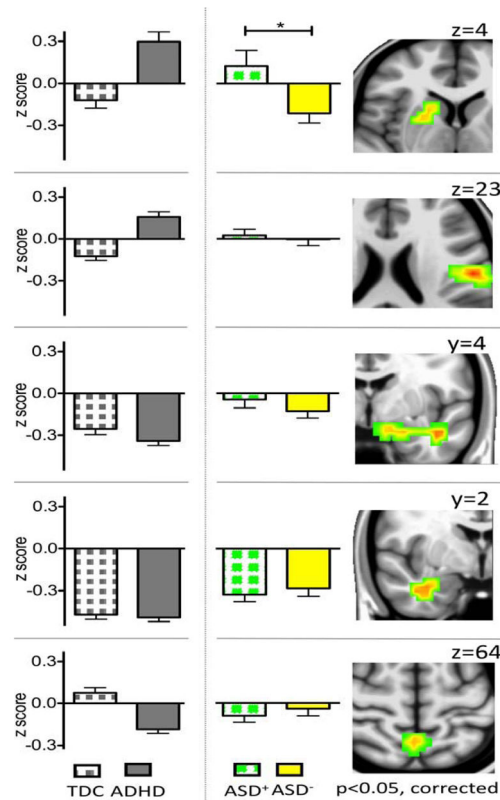 *
z=4
0.3
0.0
-0.3
z score
z=23
0.3
0.0
-0.3
z score
y=4
0.3
0.0
-0.3
z score
y=2
0.3
0.0
-0.3
z score
z=64
0.3
0.0
-0.3
z score
TDC ADHD ASD+ ASD- p<0.05, corrected